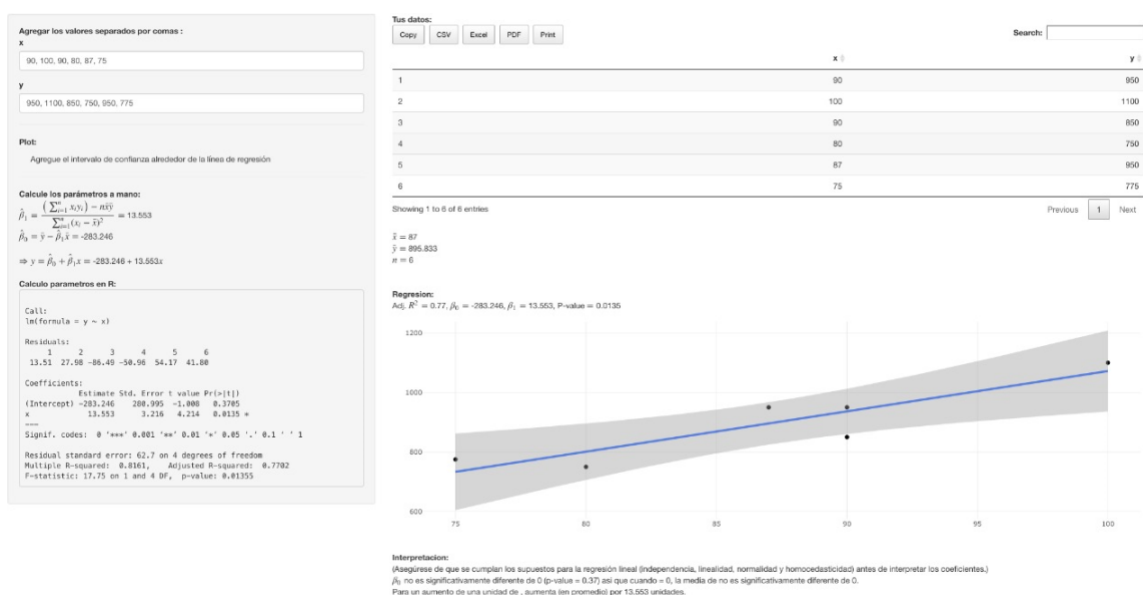 Agregar los valores separados por comas :
x
90, 100, 90, 80, 87, 75
y
950, 1100, 850, 750, 950, 775
Plot:
Agregue el intervalo de confianza alrededor de la línea de regresión
Calcule los parámetros a mano:
β̂₁ = ((∑ⁿᵢ₌₁ xᵢyᵢ) − nx̄ȳ) / (∑ⁿᵢ₌₁(xᵢ − x̄)²) = 13.553
β̂₀ = ȳ − β̂₁x̄ = -283.246
⇒ y = β̂₀ + β̂₁x = -283.246 + 13.553x
Calculo parametros en R:
Call:
lm(formula = y ~ x)
Residuals:
1 2 3 4 5 6
13.51 27.98 -86.49 -50.96 54.17 41.80
Coefficients:
Estimate Std. Error t value Pr(>|t|)
(Intercept) -283.246 280.995 -1.008 0.3705
x 13.553 3.216 4.214 0.0135 *
---
Signif. codes: 0 '***' 0.001 '**' 0.01 '*' 0.05 '.' 0.1 ' ' 1
Residual standard error: 62.7 on 4 degrees of freedom
Multiple R-squared: 0.8161, Adjusted R-squared: 0.7702
F-statistic: 17.75 on 1 and 4 DF, p-value: 0.01355
Tus datos:
Copy CSV Excel PDF Print
Search:
x y
1 90 950
2 100 1100
3 90 850
4 80 750
5 87 950
6 75 775
Showing 1 to 6 of 6 entries
Previous 1 Next
x̄ = 87
ȳ = 895.833
n = 6
Regresion:
Adj. R² = 0.77, β₀ = -283.246, β₁ = 13.553, P-value = 0.0135
1200
1000
800
600
75 80 85 90 95 100
Interpretacion:
(Asegúrese de que se cumplan los supuestos para la regresión lineal (independencia, linealidad, normalidad y homocedasticidad) antes de interpretar los coeficientes.)
β₀ no es significativamente diferente de 0 (p-value = 0.37) asi que cuando = 0, la media de no es significativamente diferente de 0.
Para un aumento de una unidad de , aumenta (en promedio) por 13.553 unidades.